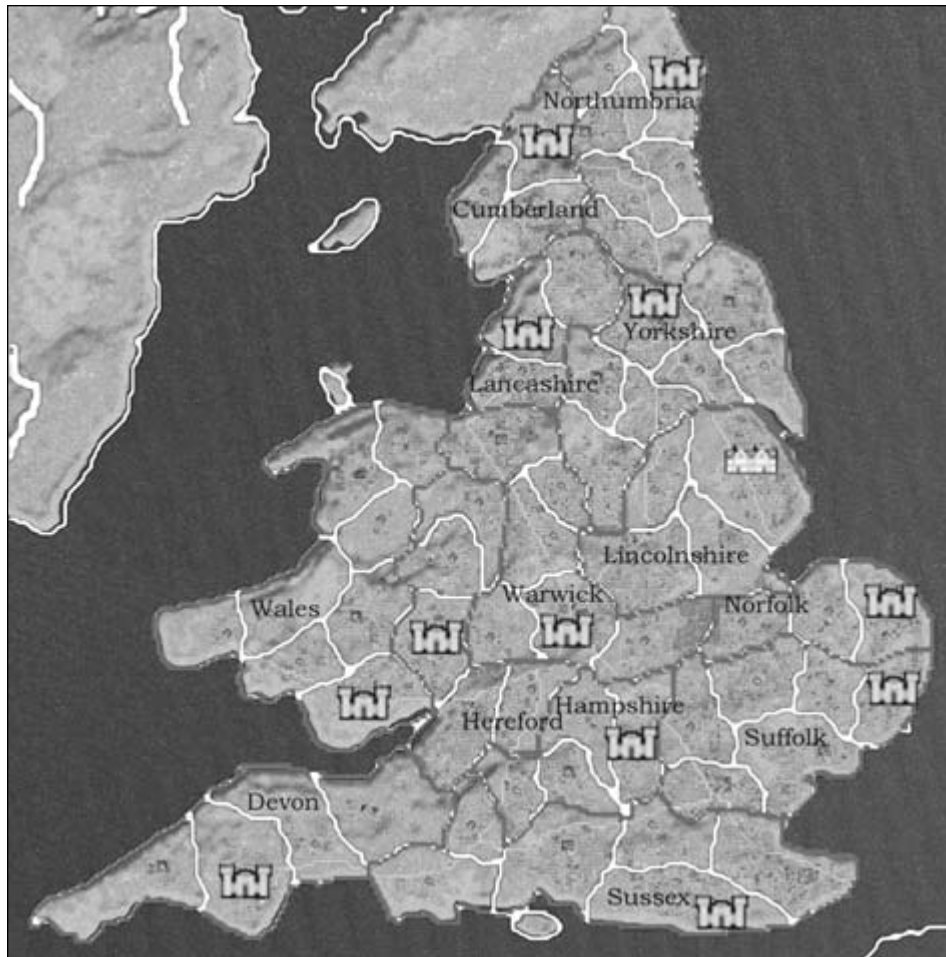 Northumbria
Cumberland
Yorkshire
Lancashire
Lincolnshire
Wales
Warwick
Norfolk
Hereford
Hampshire
Suffolk
Devon
Sussex